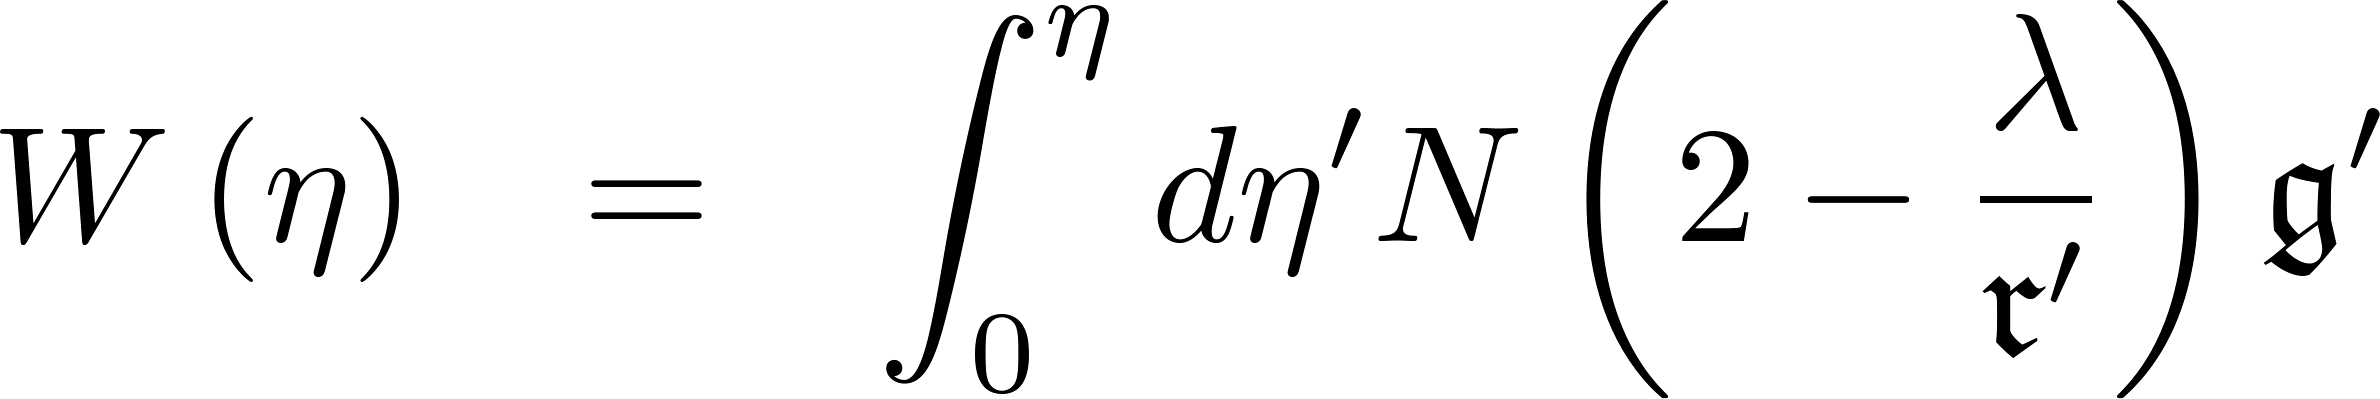 W (η) = ∫₀^η dη′ N (2 − λ/𝔯′) 𝔤′